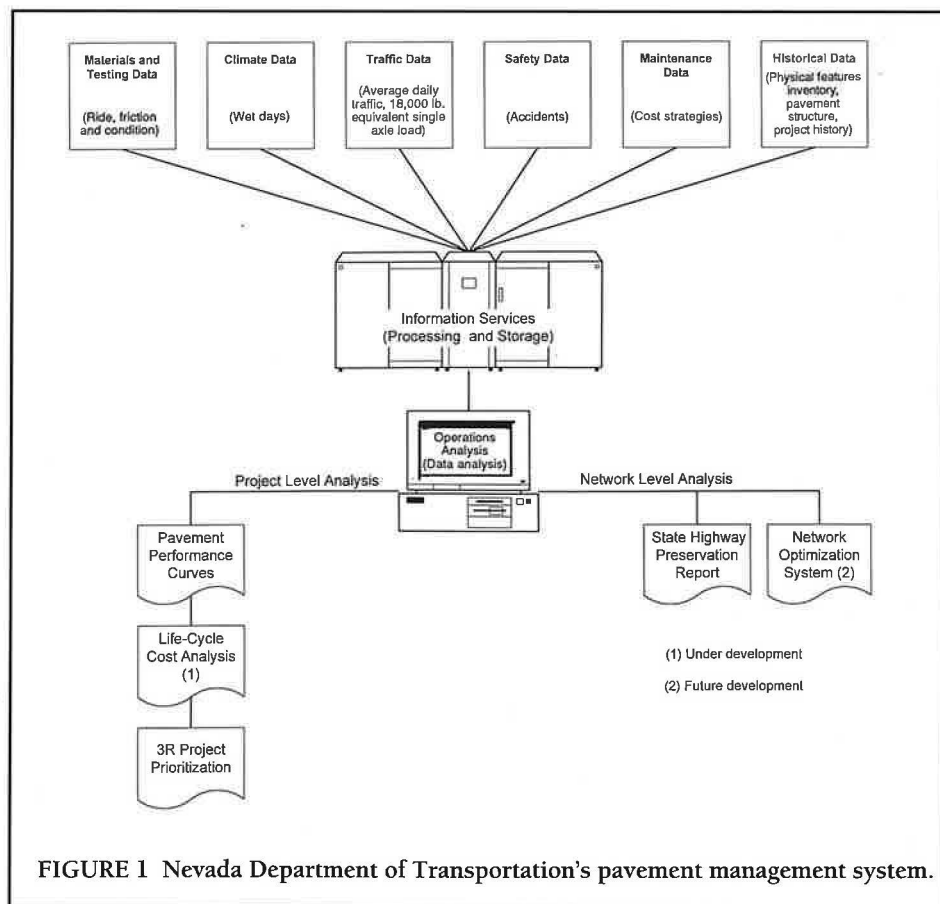 Materials and
Testing Data
(Ride, friction
and condition)
Climate Data
(Wet days)
Traffic Data
(Average daily
traffic, 18,000 lb.
equivalent single
axle load)
Safety Data
(Accidents)
Maintenance
Data
(Cost strategies)
Historical Data
(Physical features
inventory,
pavement
structure,
project history)
Information Services
(Processing and Storage)
Operations
Analysis
(Data analysis)
Project Level Analysis
Network Level Analysis
Pavement
Performance
Curves
Life-Cycle
Cost Analysis
(1)
3R Project
Prioritization
State Highway
Preservation
Report
Network
Optimization
System (2)
(1) Under development
(2) Future development
FIGURE 1 Nevada Department of Transportation's pavement management system.